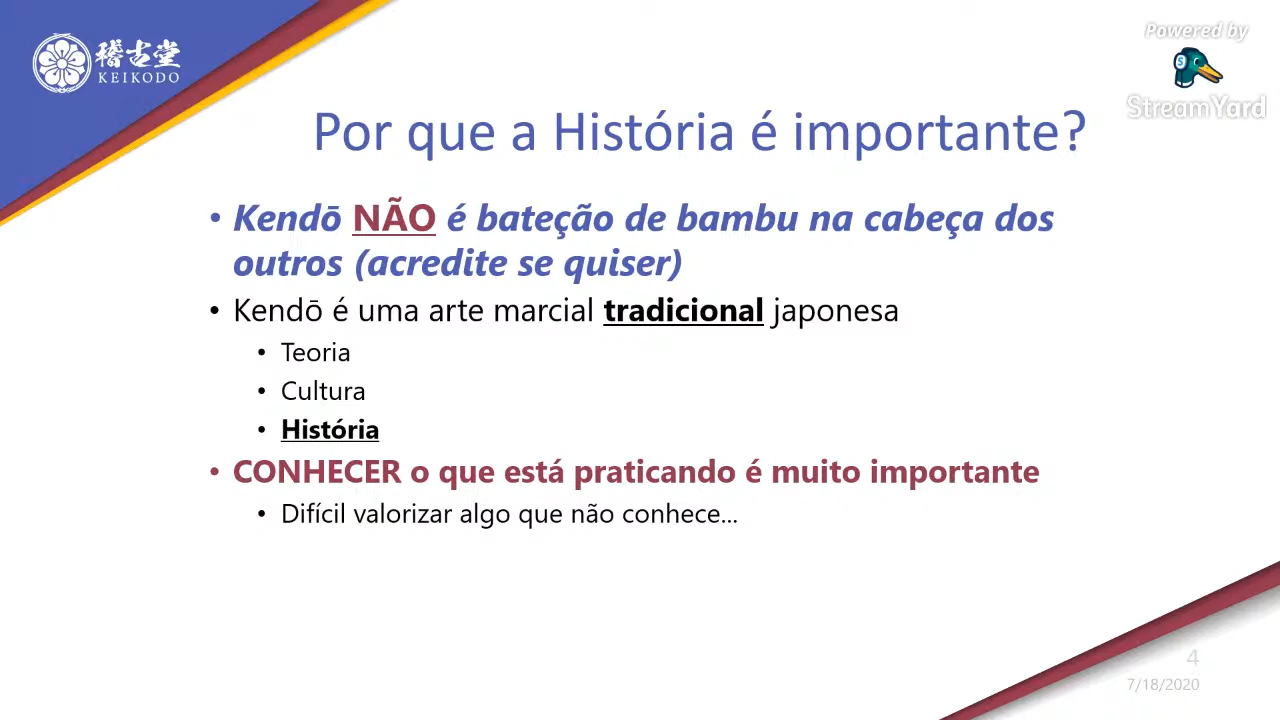 稽古堂
KEIKODO
Powered by
StreamYard
Por que a História é importante?
• Kendō NÃO é bateção de bambu na cabeça dos
outros (acredite se quiser)
• Kendō é uma arte marcial tradicional japonesa
• Teoria
• Cultura
• História
• CONHECER o que está praticando é muito importante
• Difícil valorizar algo que não conhece...
4
7/18/2020